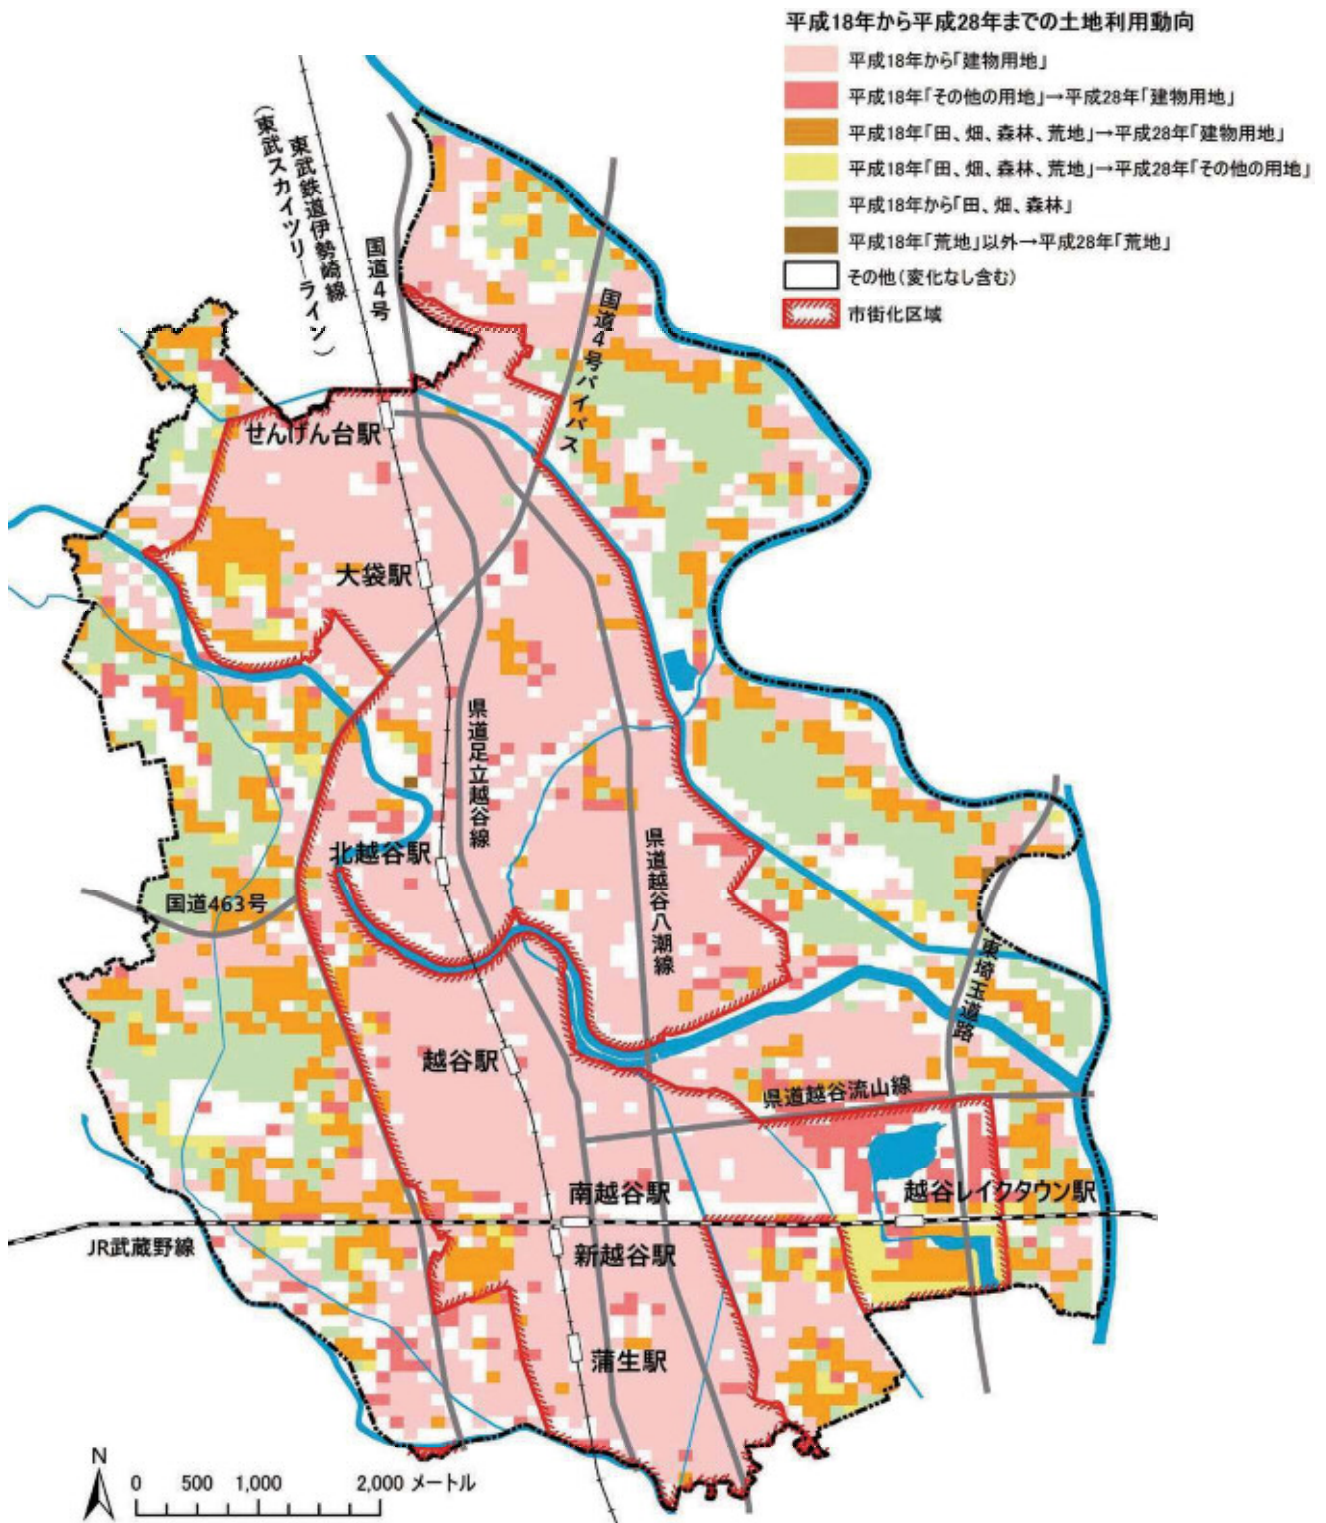 平成18年から平成28年までの土地利用動向
平成18年から「建物用地」
平成18年「その他の用地」→平成28年「建物用地」
平成18年「田、畑、森林、荒地」→平成28年「建物用地」
平成18年「田、畑、森林、荒地」→平成28年「その他の用地」
平成18年から「田、畑、森林」
平成18年「荒地」以外→平成28年「荒地」
その他(変化なし含む)
市街化区域
東武鉄道伊勢崎線
(東武スカイツリーライン)
国道4号
国道4号バイパス
せんげん台駅
大袋駅
県道足立越谷線
北越谷駅
県道越谷八潮線
国道463号
東埼玉道路
越谷駅
県道越谷流山線
南越谷駅
越谷レイクタウン駅
JR武蔵野線
新越谷駅
蒲生駅
N
0 500 1,000 2,000 メートル